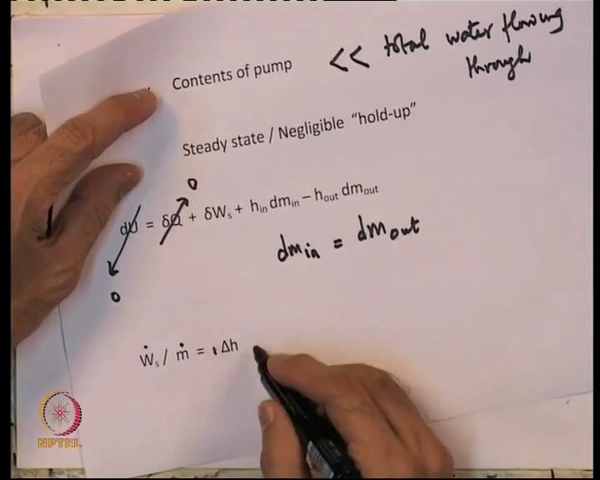 Contents of pump << total water flowing
through
Steady state / Negligible "hold-up"
0
dU = δQ + δWs + hin dmin – hout dmout
dmin = dmout
0
Ẇs / ṁ = Δh
NPTEL